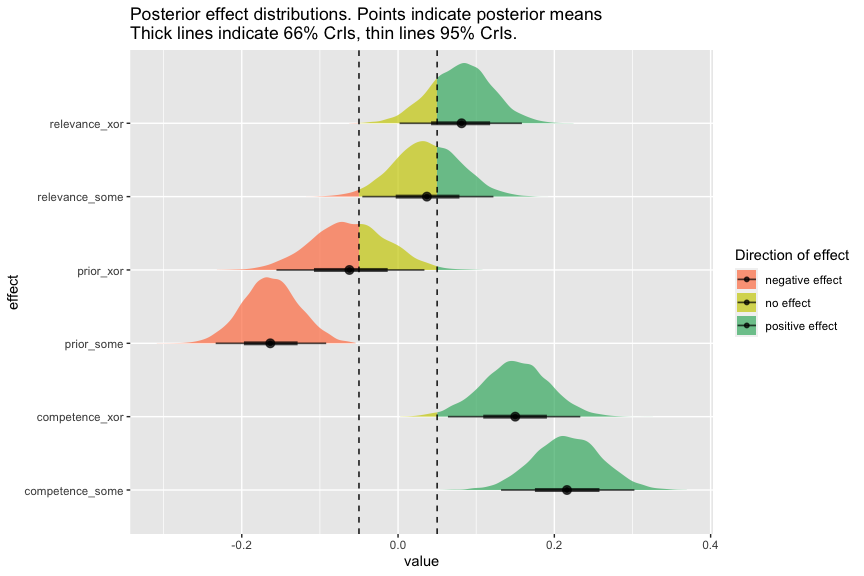 Posterior effect distributions. Points indicate posterior means
Thick lines indicate 66% CrIs, thin lines 95% CrIs.
effect
relevance_xor
relevance_some
prior_xor
prior_some
competence_xor
competence_some
-0.2
0.0
0.2
0.4
value
Direction of effect
negative effect
no effect
positive effect